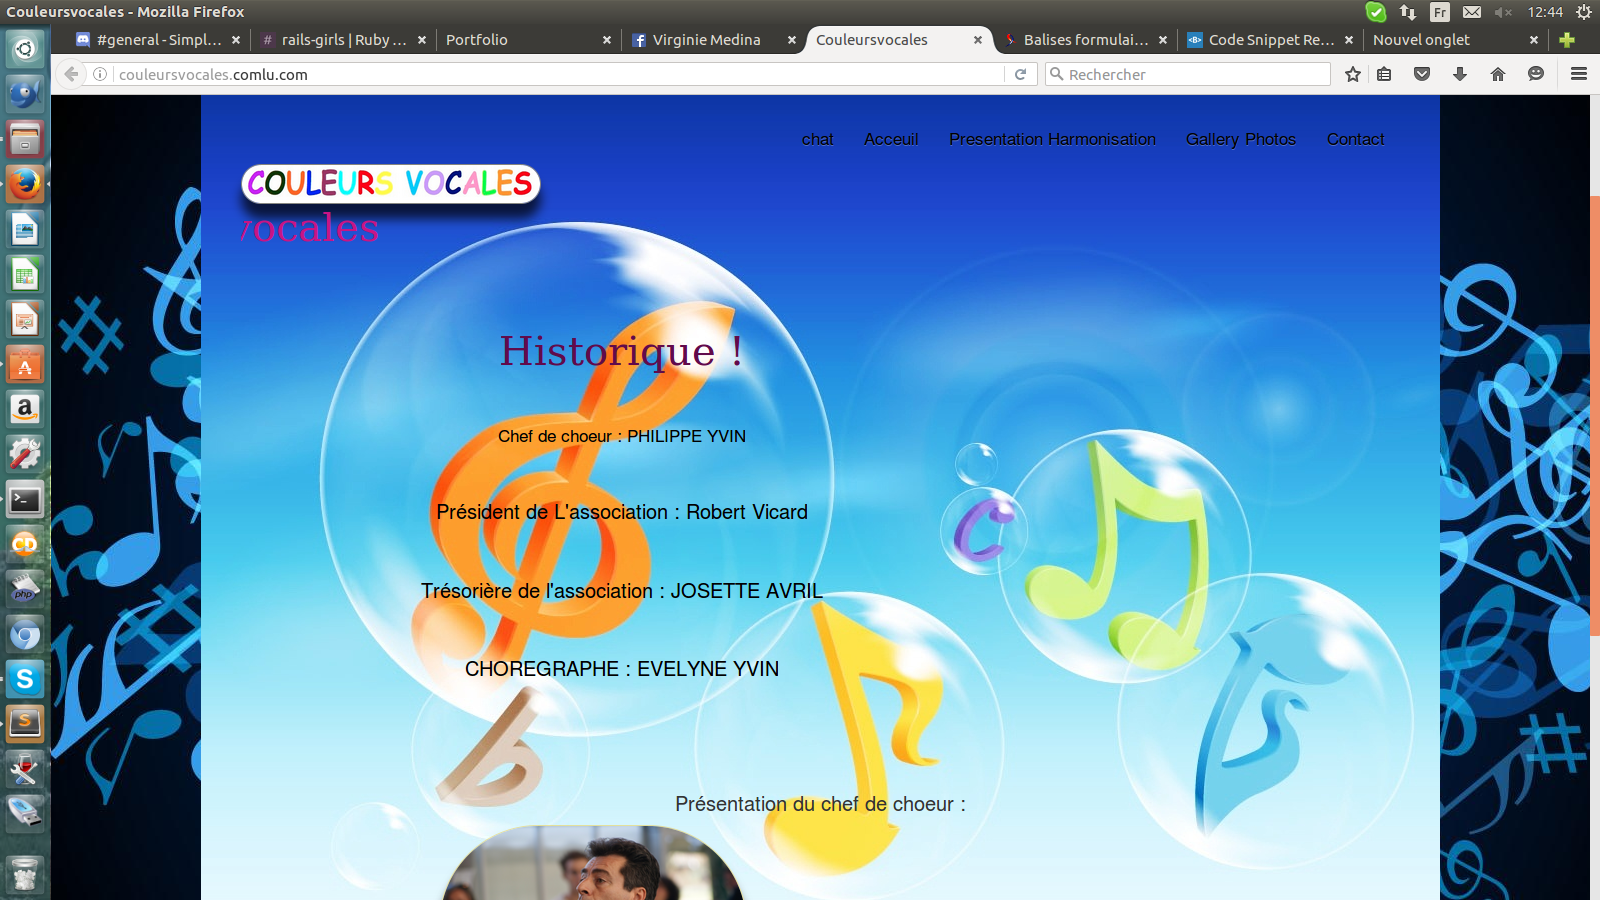 Couleursvocales - Mozilla Firefox
Fr
12:44
#general - Simpl...
rails-girls | Ruby ...
Portfolio
Virginie Medina
Couleursvocales
Balises formulai...
Code Snippet Re...
Nouvel onglet
couleursvocales.comlu.com
Rechercher
chat
Acceuil
Presentation Harmonisation
Gallery Photos
Contact
COULEURS VOCALES
vocales
Historique !
Chef de choeur : PHILIPPE YVIN
Président de L'association : Robert Vicard
Trésorière de l'association : JOSETTE AVRIL
CHOREGRAPHE : EVELYNE YVIN
Présentation du chef de choeur :